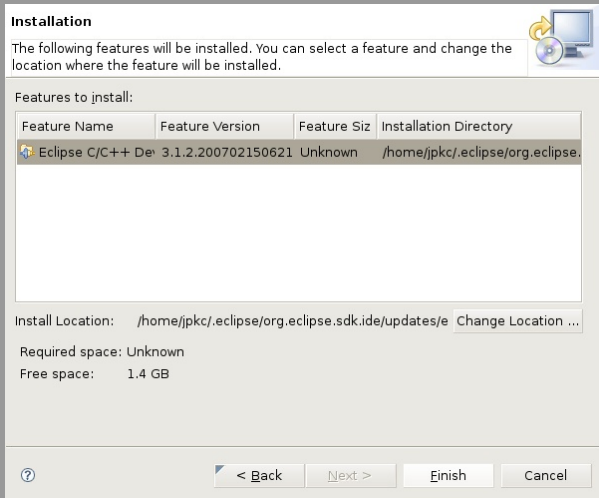 Installation
The following features will be installed. You can select a feature and change the
location where the feature will be installed.
Features to install:
Feature Name Feature Version Feature Siz Installation Directory
Eclipse C/C++ Dev 3.1.2.200702150621 Unknown /home/jpkc/.eclipse/org.eclipse.
Install Location: /home/jpkc/.eclipse/org.eclipse.sdk.ide/updates/e Change Location ...
Required space: Unknown
Free space: 1.4 GB
? < Back Next > Finish Cancel